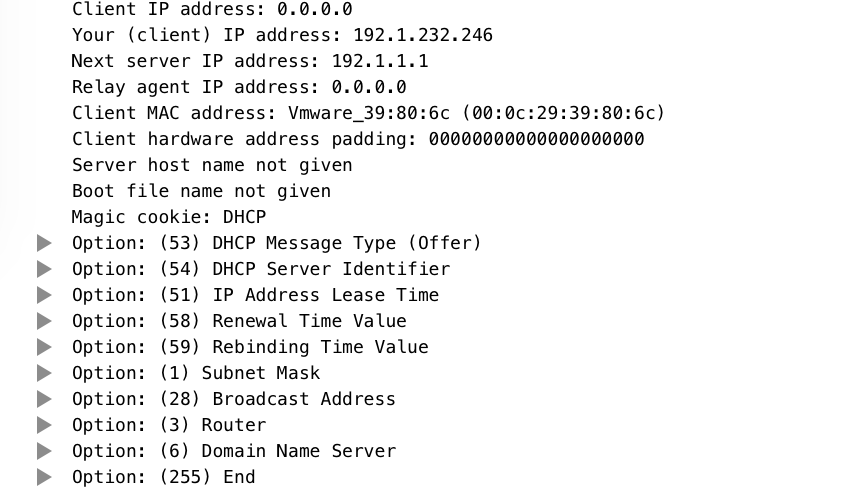 Client IP address: 0.0.0.0
Your (client) IP address: 192.1.232.246
Next server IP address: 192.1.1.1
Relay agent IP address: 0.0.0.0
Client MAC address: Vmware_39:80:6c (00:0c:29:39:80:6c)
Client hardware address padding: 00000000000000000000
Server host name not given
Boot file name not given
Magic cookie: DHCP
Option: (53) DHCP Message Type (Offer)
Option: (54) DHCP Server Identifier
Option: (51) IP Address Lease Time
Option: (58) Renewal Time Value
Option: (59) Rebinding Time Value
Option: (1) Subnet Mask
Option: (28) Broadcast Address
Option: (3) Router
Option: (6) Domain Name Server
Option: (255) End